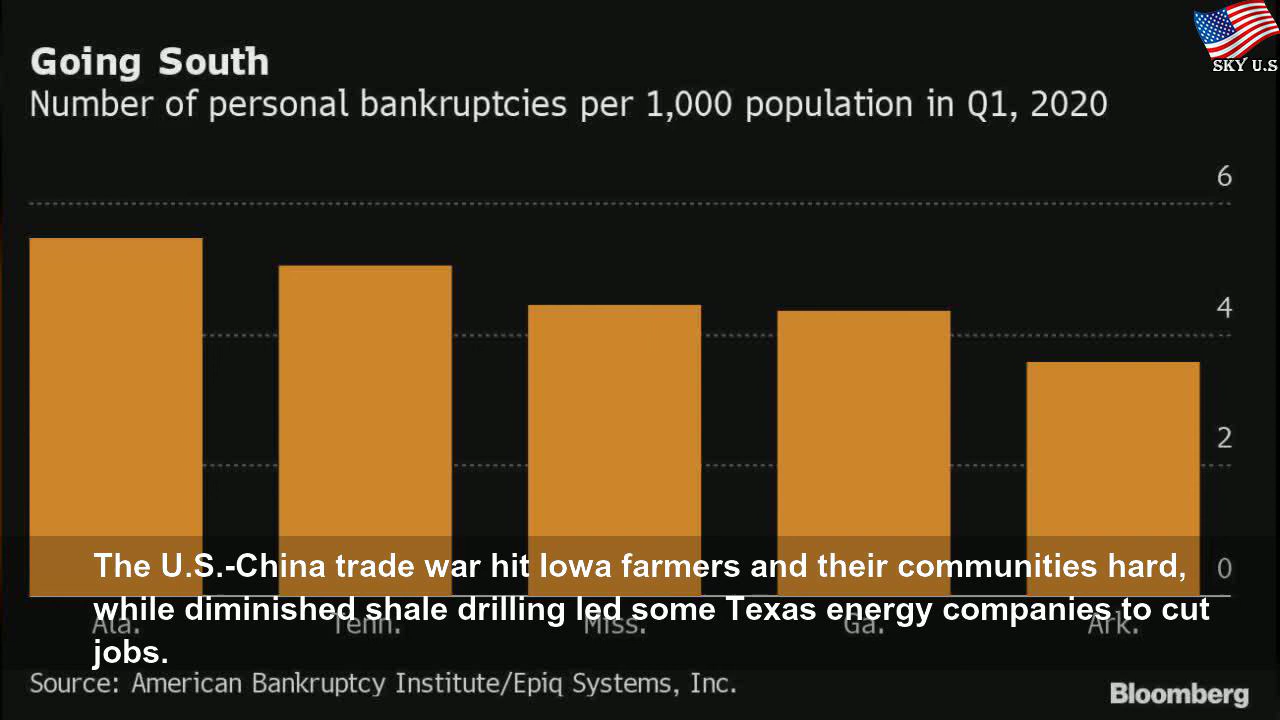 SKY U.S
Going South
Number of personal bankruptcies per 1,000 population in Q1, 2020
6
4
2
0
The U.S.-China trade war hit Iowa farmers and their communities hard,
while diminished shale drilling led some Texas energy companies to cut
jobs.
Ala. Tenn. Miss. Ga. Ark.
Source: American Bankruptcy Institute/Epiq Systems, Inc.
Bloomberg